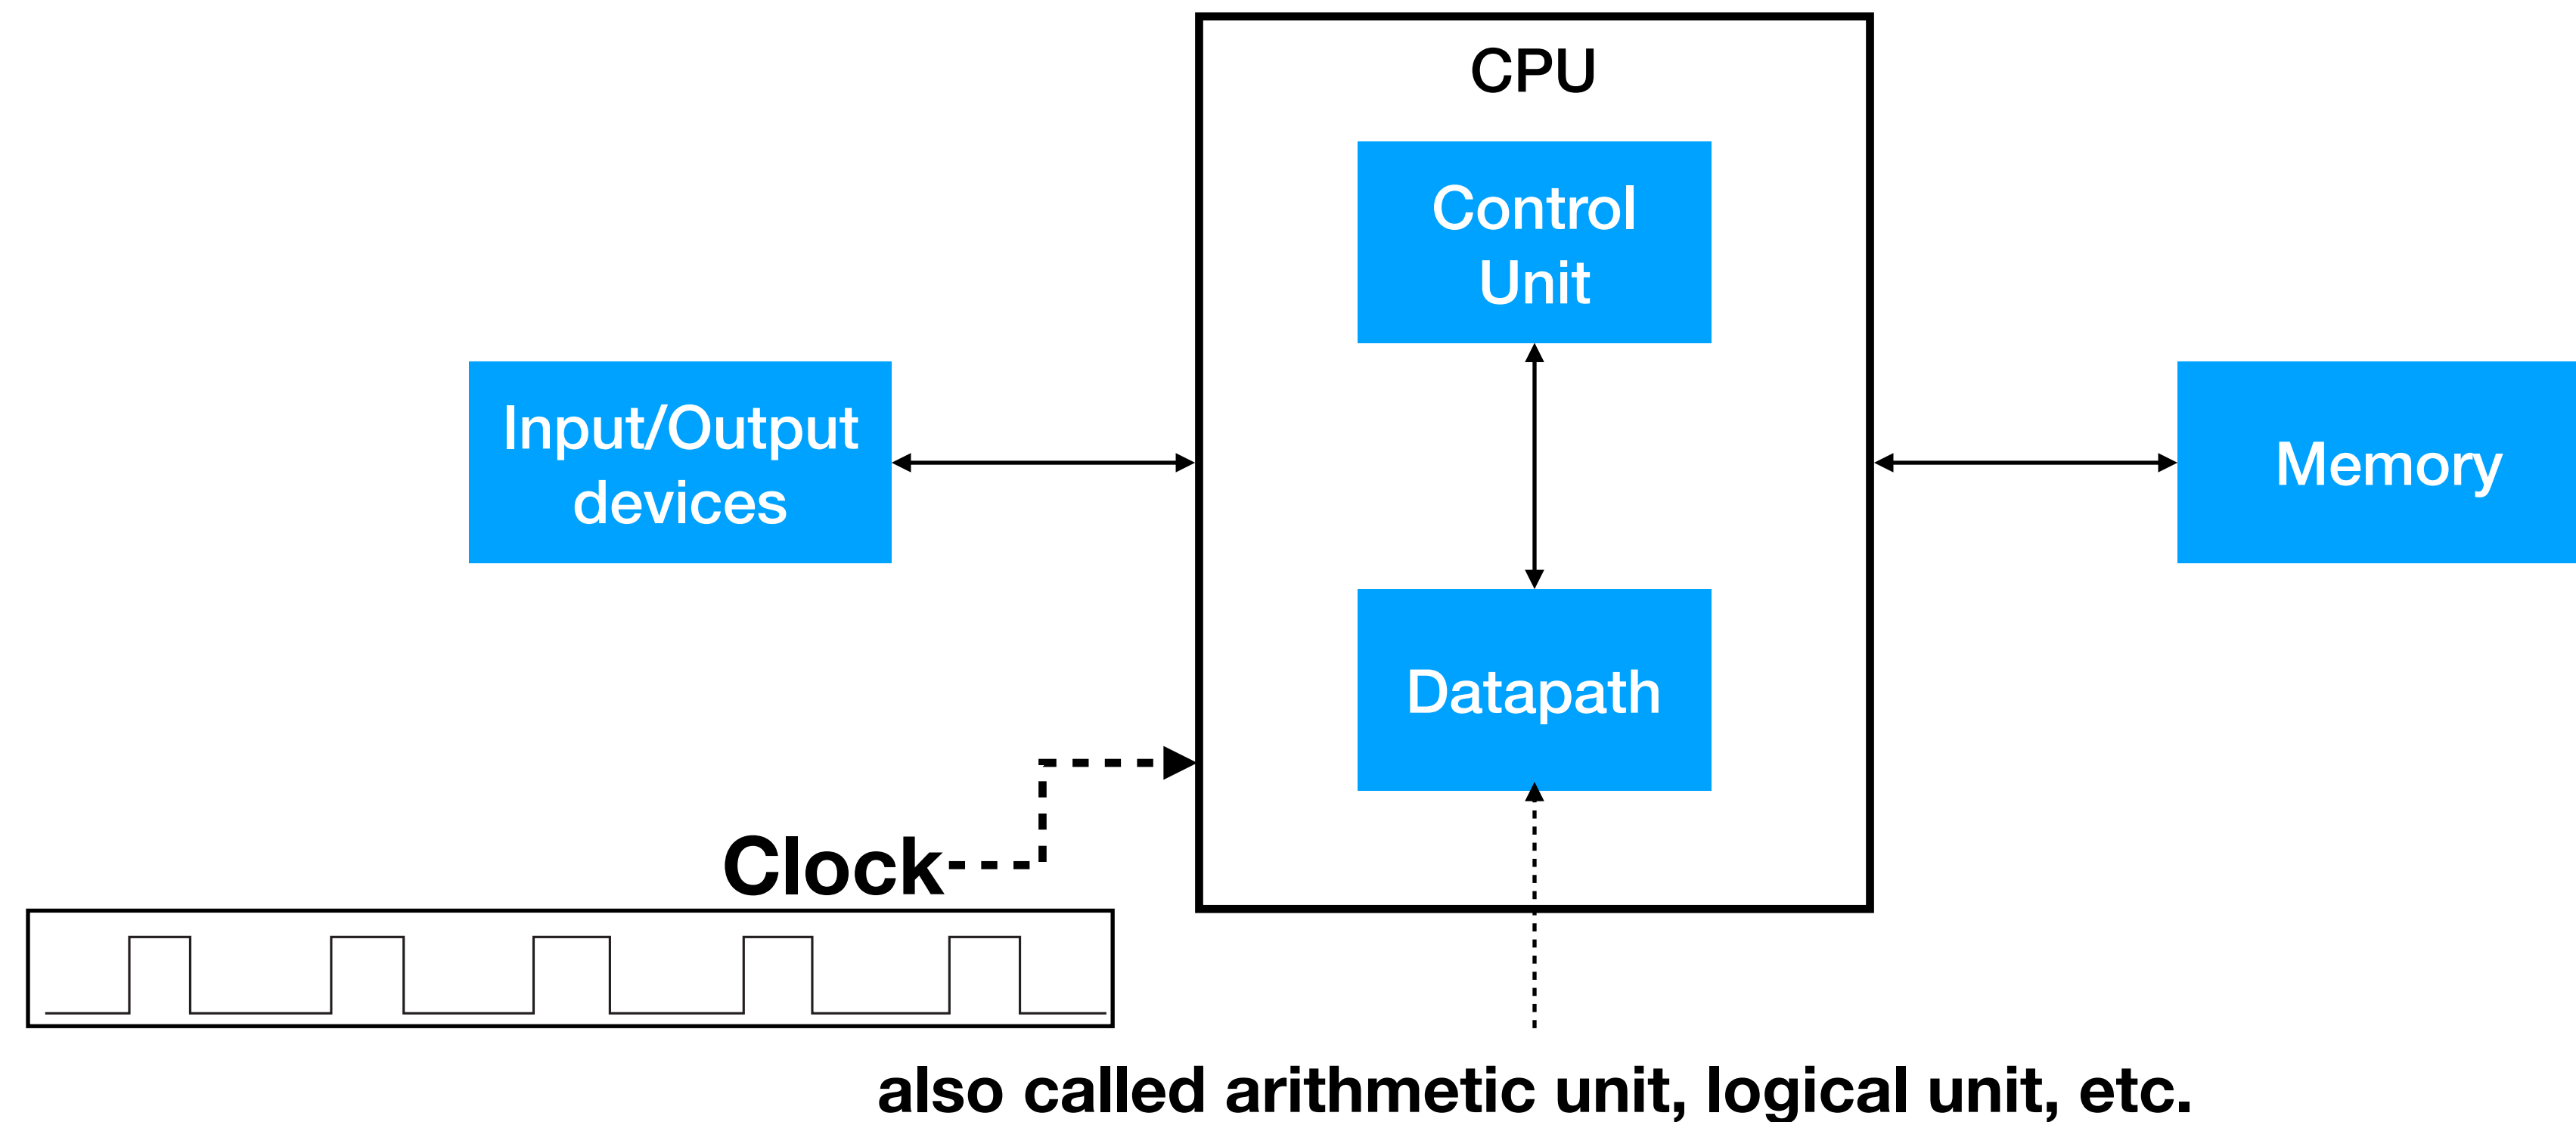 CPU
Control
Unit
Input/Output
devices
Memory
Datapath
Clock
also called arithmetic unit, logical unit, etc.